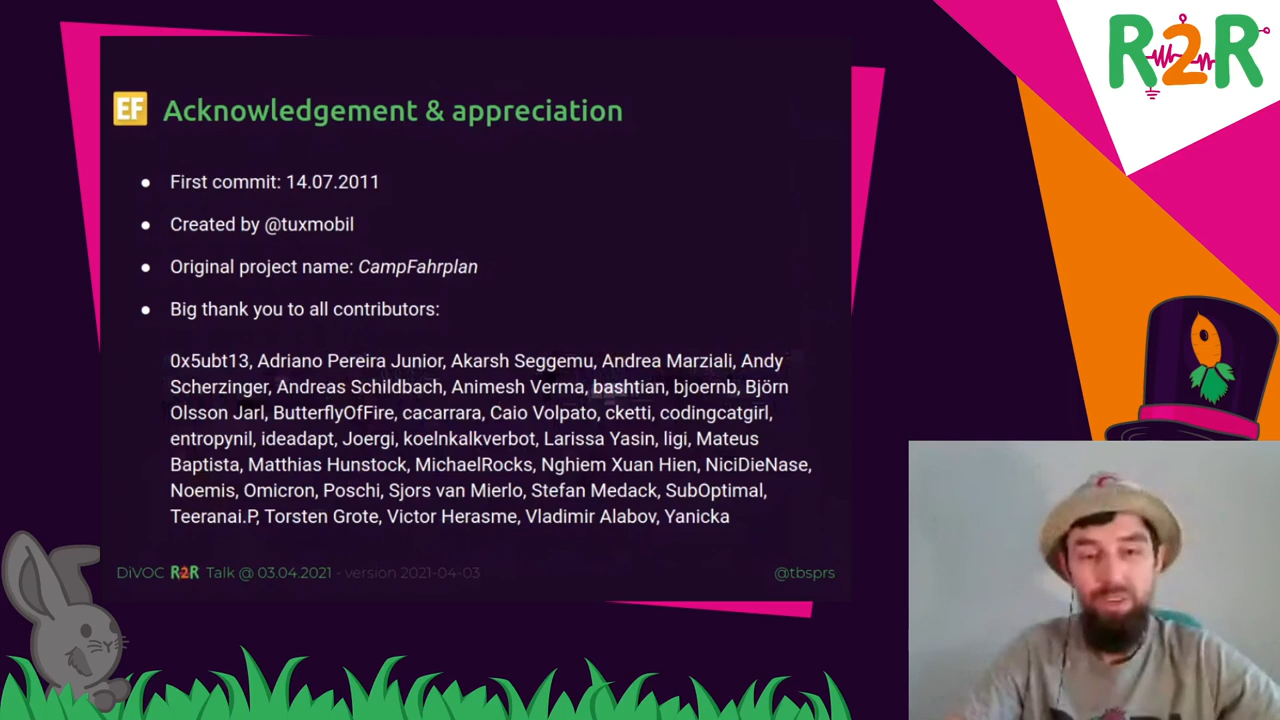 R2R
EF Acknowledgement & appreciation
● First commit: 14.07.2011
● Created by @tuxmobil
● Original project name: CampFahrplan
● Big thank you to all contributors:
0x5ubt13, Adriano Pereira Junior, Akarsh Seggemu, Andrea Marziali, Andy
Scherzinger, Andreas Schildbach, Animesh Verma, bashtian, bjoernb, Björn
Olsson Jarl, ButterflyOfFire, cacarrara, Caio Volpato, cketti, codingcatgirl,
entropynil, ideadapt, Joergi, koelnkalkverbot, Larissa Yasin, ligi, Mateus
Baptista, Matthias Hunstock, MichaelRocks, Nghiem Xuan Hien, NiciDieNase,
Noemis, Omicron, Poschi, Sjors van Mierlo, Stefan Medack, SubOptimal,
Teeranai.P, Torsten Grote, Victor Herasme, Vladimir Alabov, Yanicka
DiVOC R2R Talk @ 03.04.2021 - version 2021-04-03
@tbsprs